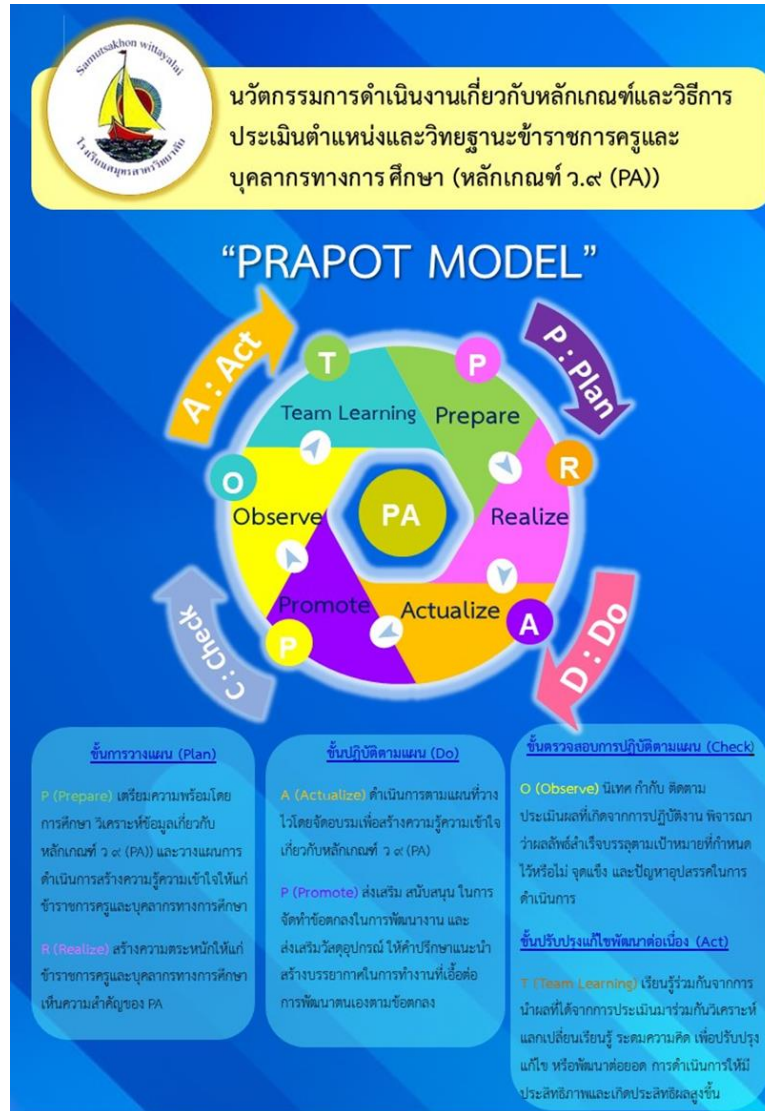 Samutsakhon wittayalai
โรงเรียนสมุทรสาครวิทยาลัย
นวัตกรรมการดำเนินงานเกี่ยวกับหลักเกณฑ์และวิธีการ
ประเมินตำแหน่งและวิทยฐานะข้าราชการครูและ
บุคลากรทางการศึกษา (หลักเกณฑ์ ว.๙ (PA))
“PRAPOT MODEL”
A : Act
P : Plan
T
P
Team Learning
Prepare
O
R
Observe
PA
Realize
Promote
Actualize
P
A
C : Check
D : Do
ขั้นการวางแผน (Plan)
P (Prepare) เตรียมความพร้อมโดย
การศึกษา วิเคราะห์ข้อมูลเกี่ยวกับ
หลักเกณฑ์ ว ๙ (PA)) และวางแผนการ
ดำเนินการสร้างความรู้ความเข้าใจให้แก่
ข้าราชการครูและบุคลากรทางการศึกษา
R (Realize) สร้างความตระหนักให้แก่
ข้าราชการครูและบุคลากรทางการศึกษา
เห็นความสำคัญของ PA
ขั้นปฏิบัติตามแผน (Do)
A (Actualize) ดำเนินการตามแผนที่วาง
ไว้โดยจัดอบรมเพื่อสร้างความรู้ความเข้าใจ
เกี่ยวกับหลักเกณฑ์ ว ๙ (PA)
P (Promote) ส่งเสริม สนับสนุน ในการ
จัดทำข้อตกลงในการพัฒนางาน และ
ส่งเสริมวัสดุอุปกรณ์ ให้คำปรึกษาแนะนำ
สร้างบรรยากาศในการทำงานที่เอื้อต่อ
การพัฒนาตนเองตามข้อตกลง
ขั้นตรวจสอบการปฏิบัติตามแผน (Check)
O (Observe) นิเทศ กำกับ ติดตาม
ประเมินผลที่เกิดจากการปฏิบัติงาน พิจารณา
ว่าผลลัพธ์สำเร็จบรรลุตามเป้าหมายที่กำหนด
ไว้หรือไม่ จุดแข็ง และปัญหาอุปสรรคในการ
ดำเนินการ
ขั้นปรับปรุงแก้ไขพัฒนาต่อเนื่อง (Act)
T (Team Learning) เรียนรู้ร่วมกันจากการ
นำผลที่ได้จากการประเมินมาร่วมกันวิเคราะห์
แลกเปลี่ยนเรียนรู้ ระดมความคิด เพื่อปรับปรุง
แก้ไข หรือพัฒนาต่อยอด การดำเนินการให้มี
ประสิทธิภาพและเกิดประสิทธิผลสูงขึ้น